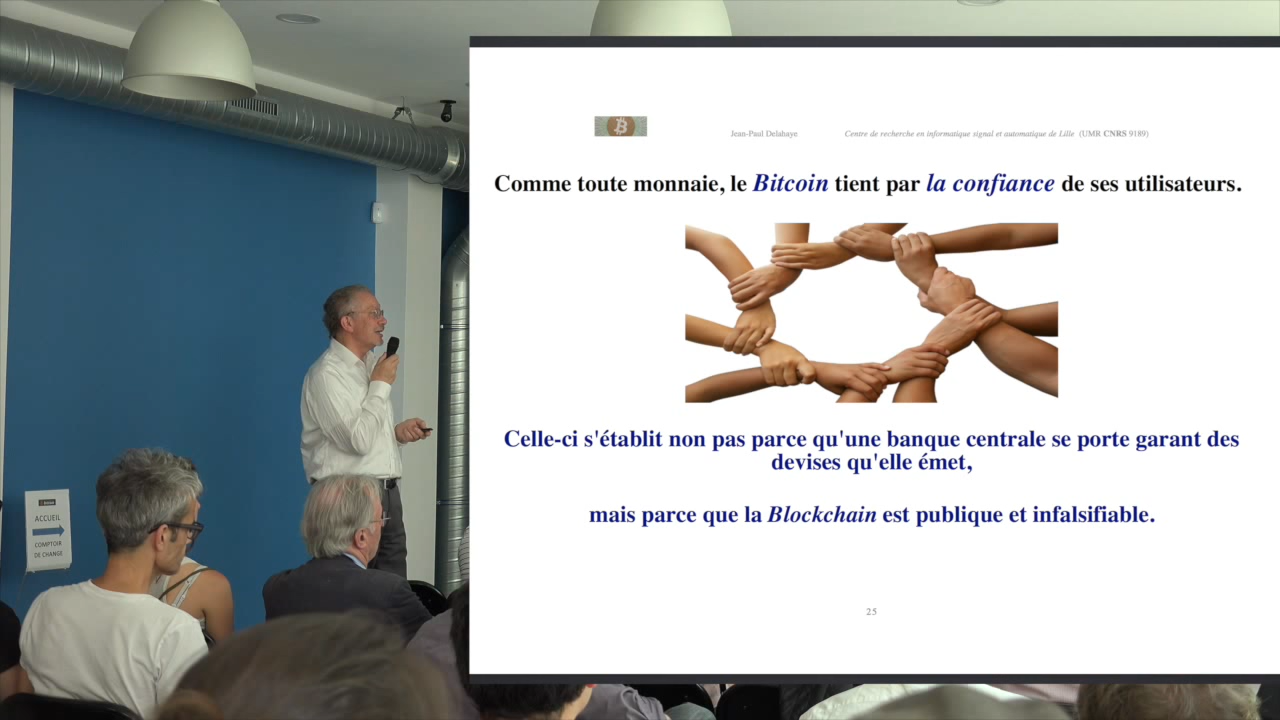 Jean-Paul Delahaye Centre de recherche en informatique signal et automatique de Lille (UMR CNRS 9189)
Comme toute monnaie, le Bitcoin tient par la confiance de ses utilisateurs.
Celle-ci s'établit non pas parce qu'une banque centrale se porte garant des
devises qu'elle émet,
mais parce que la Blockchain est publique et infalsifiable.
25
ACCUEIL
COMPTOIR
DE CHANGE